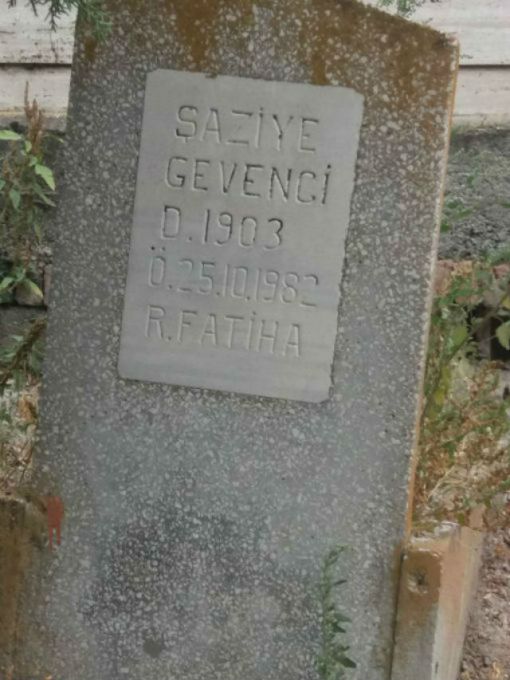 ŞAZİYE
GEVENCİ
D.1903
Ö.25.10.1982
R.FATİHA